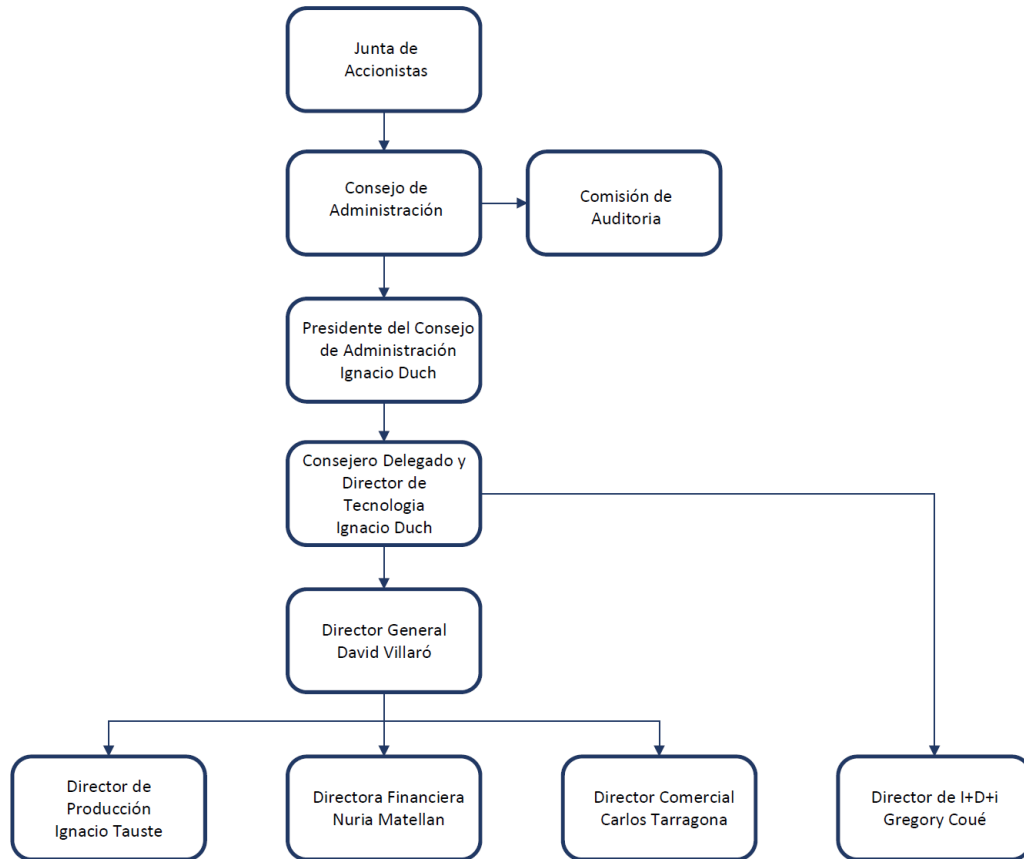 Junta de
Accionistas
Consejo de
Administración
Comisión de
Auditoria
Presidente del Consejo
de Administración
Ignacio Duch
Consejero Delegado y
Director de
Tecnologia
Ignacio Duch
Director General
David Villaró
Director de
Producción
Ignacio Tauste
Directora Financiera
Nuria Matellan
Director Comercial
Carlos Tarragona
Director de I+D+i
Gregory Coué